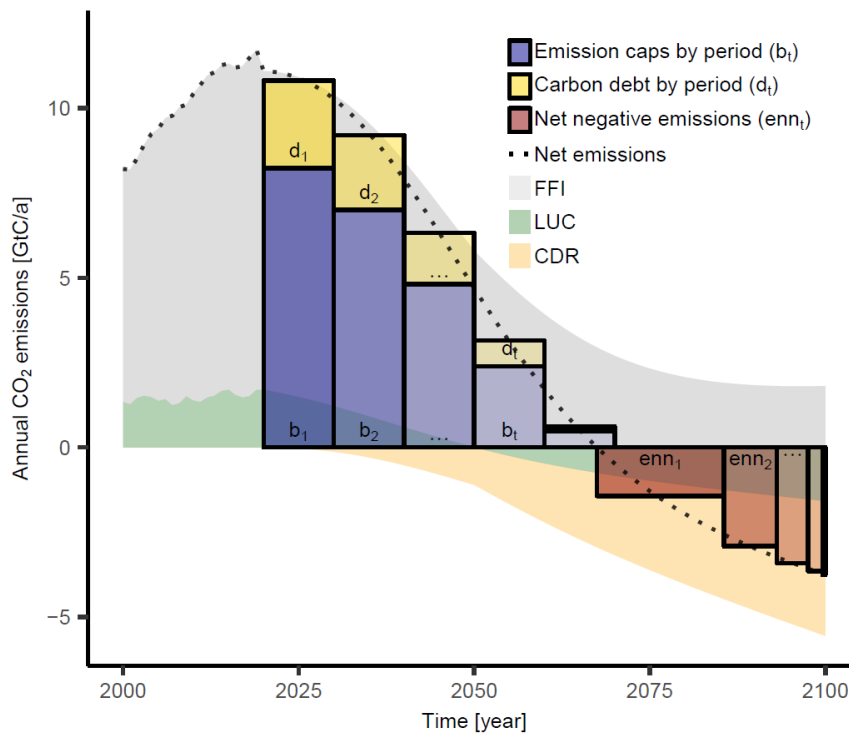 Emission caps by period (bₜ)
Carbon debt by period (dₜ)
Net negative emissions (ennₜ)
Net emissions
FFI
LUC
CDR
Annual CO₂ emissions [GtC/a]
10
5
0
−5
d₁
d₂
...
dₜ
b₁
b₂
...
bₜ
enn₁
enn₂
...
2000
2025
2050
2075
2100
Time [year]